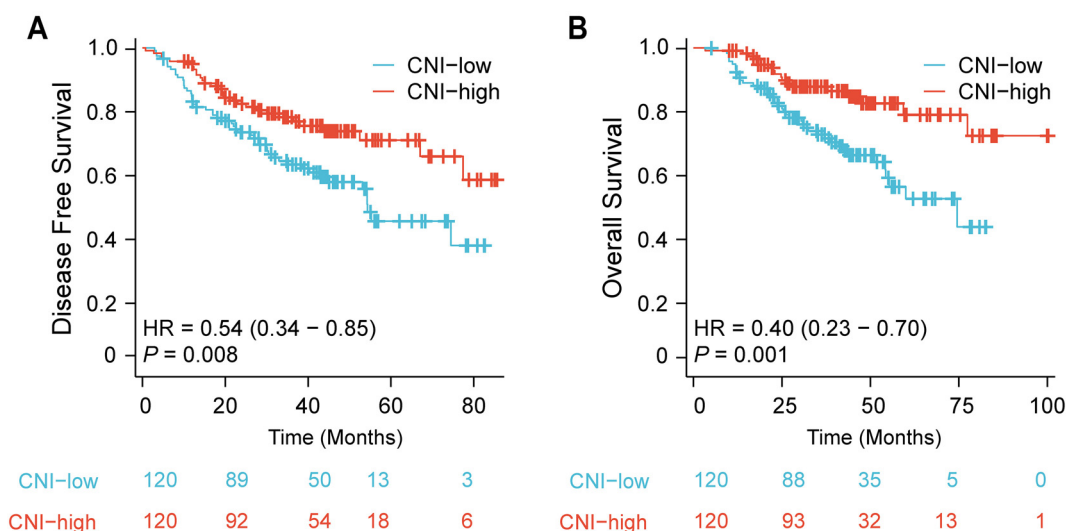 A
Disease Free Survival
1.0
0.8
0.6
0.4
0.2
0
CNI−low
CNI−high
HR = 0.54 (0.34 − 0.85)
P = 0.008
0 20 40 60 80
Time (Months)
CNI−low 120 89 50 13 3
CNI−high 120 92 54 18 6
B
Overall Survival
1.0
0.8
0.6
0.4
0.2
0
CNI−low
CNI−high
HR = 0.40 (0.23 − 0.70)
P = 0.001
0 25 50 75 100
Time (Months)
CNI−low 120 88 35 5 0
CNI−high 120 93 32 13 1